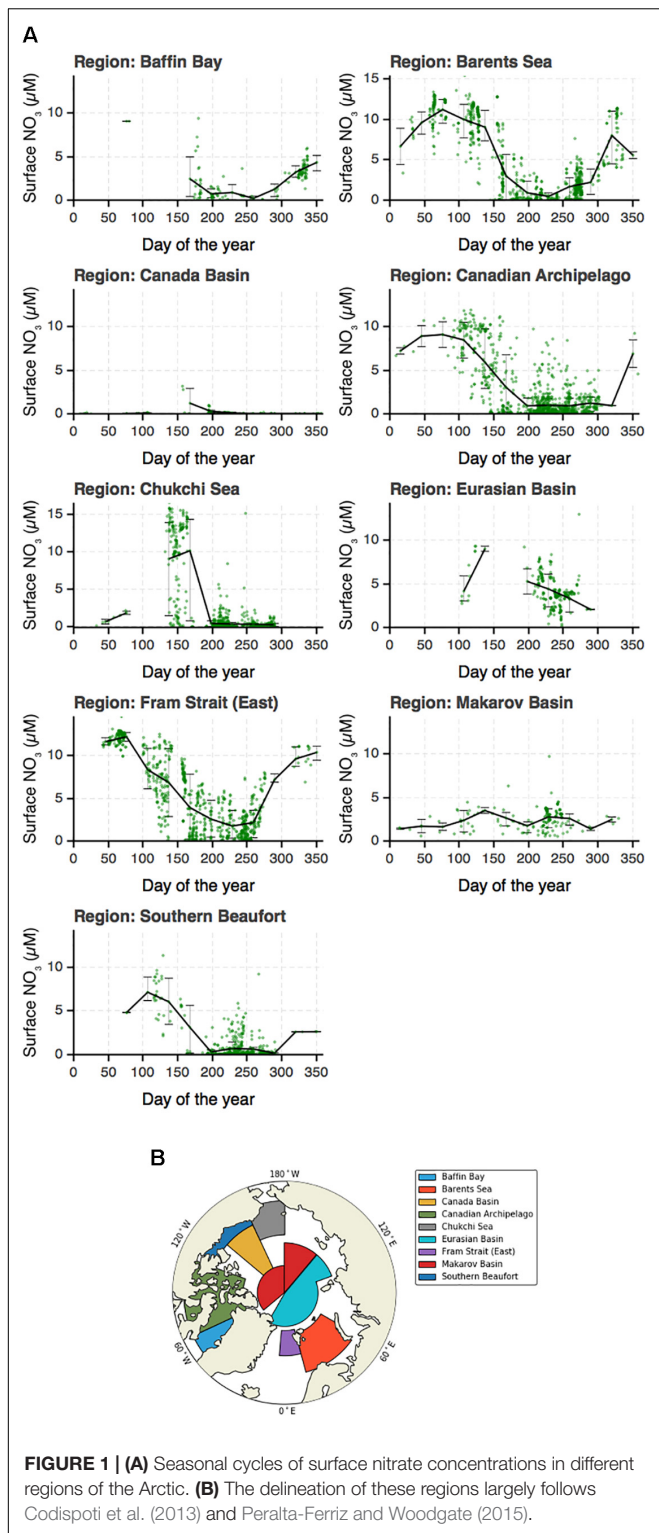 A
Region: Baffin Bay
Surface NO3 (µM)
10
5
0
0 50 100 150 200 250 300 350
Day of the year
Region: Barents Sea
Surface NO3 (µM)
15
10
5
0
0 50 100 150 200 250 300 350
Day of the year
Region: Canada Basin
Surface NO3 (µM)
10
5
0
0 50 100 150 200 250 300 350
Day of the year
Region: Canadian Archipelago
Surface NO3 (µM)
10
5
0
0 50 100 150 200 250 300 350
Day of the year
Region: Chukchi Sea
Surface NO3 (µM)
15
10
5
0
0 50 100 150 200 250 300 350
Day of the year
Region: Eurasian Basin
Surface NO3 (µM)
10
5
0
0 50 100 150 200 250 300 350
Day of the year
Region: Fram Strait (East)
Surface NO3 (µM)
10
5
0
0 50 100 150 200 250 300 350
Day of the year
Region: Makarov Basin
Surface NO3 (µM)
10
5
0
0 50 100 150 200 250 300 350
Day of the year
Region: Southern Beaufort
Surface NO3 (µM)
10
5
0
0 50 100 150 200 250 300 350
Day of the year
B
180°W
120°W
120°E
60°W
60°E
0°E
Baffin Bay
Barents Sea
Canada Basin
Canadian Archipelago
Chukchi Sea
Eurasian Basin
Fram Strait (East)
Makarov Basin
Southern Beaufort
FIGURE 1 | (A) Seasonal cycles of surface nitrate concentrations in different
regions of the Arctic. (B) The delineation of these regions largely follows
Codispoti et al. (2013) and Peralta-Ferriz and Woodgate (2015).